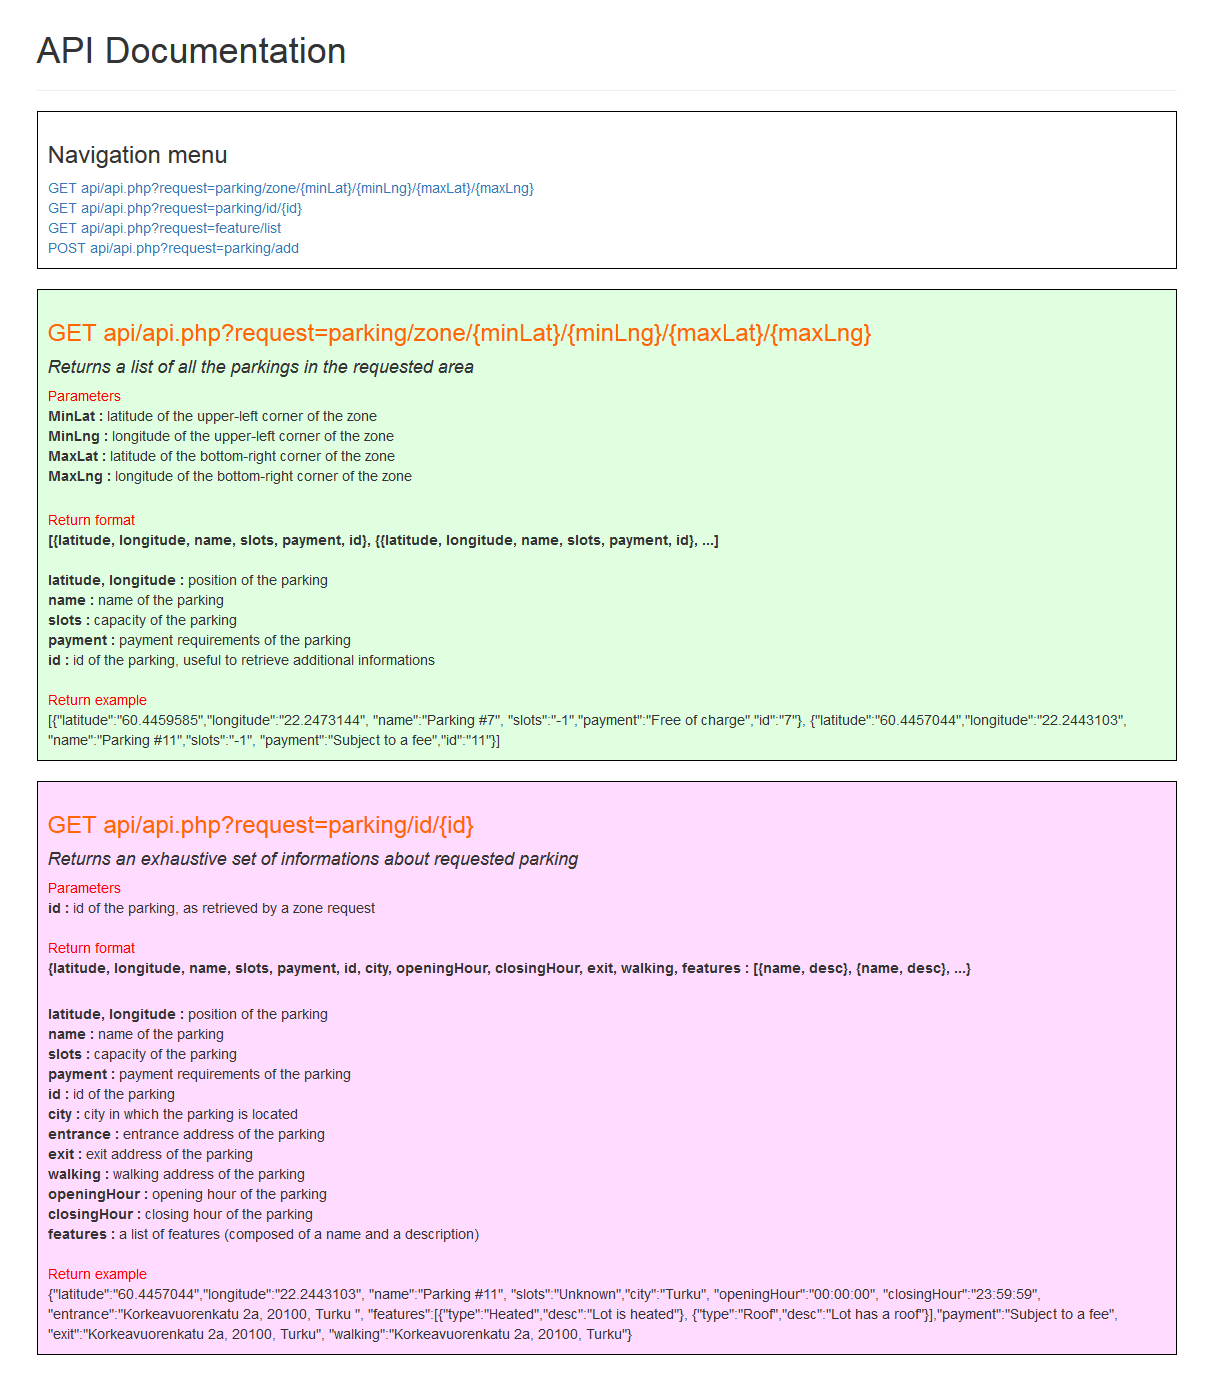 API Documentation
Navigation menu
GET api/api.php?request=parking/zone/{minLat}/{minLng}/{maxLat}/{maxLng}
GET api/api.php?request=parking/id/{id}
GET api/api.php?request=feature/list
POST api/api.php?request=parking/add
GET api/api.php?request=parking/zone/{minLat}/{minLng}/{maxLat}/{maxLng}
Returns a list of all the parkings in the requested area
Parameters
MinLat : latitude of the upper-left corner of the zone
MinLng : longitude of the upper-left corner of the zone
MaxLat : latitude of the bottom-right corner of the zone
MaxLng : longitude of the bottom-right corner of the zone
Return format
[{latitude, longitude, name, slots, payment, id}, {{latitude, longitude, name, slots, payment, id}, ...]
latitude, longitude : position of the parking
name : name of the parking
slots : capacity of the parking
payment : payment requirements of the parking
id : id of the parking, useful to retrieve additional informations
Return example
[{"latitude":"60.4459585","longitude":"22.2473144", "name":"Parking #7", "slots":"-1","payment":"Free of charge","id":"7"}, {"latitude":"60.4457044","longitude":"22.2443103",
"name":"Parking #11","slots":"-1", "payment":"Subject to a fee","id":"11"}]
GET api/api.php?request=parking/id/{id}
Returns an exhaustive set of informations about requested parking
Parameters
id : id of the parking, as retrieved by a zone request
Return format
{latitude, longitude, name, slots, payment, id, city, openingHour, closingHour, exit, walking, features : [{name, desc}, {name, desc}, ...}
latitude, longitude : position of the parking
name : name of the parking
slots : capacity of the parking
payment : payment requirements of the parking
id : id of the parking
city : city in which the parking is located
entrance : entrance address of the parking
exit : exit address of the parking
walking : walking address of the parking
openingHour : opening hour of the parking
closingHour : closing hour of the parking
features : a list of features (composed of a name and a description)
Return example
{"latitude":"60.4457044","longitude":"22.2443103", "name":"Parking #11", "slots":"Unknown","city":"Turku", "openingHour":"00:00:00", "closingHour":"23:59:59",
"entrance":"Korkeavuorenkatu 2a, 20100, Turku ", "features":[{"type":"Heated","desc":"Lot is heated"}, {"type":"Roof","desc":"Lot has a roof"}],"payment":"Subject to a fee",
"exit":"Korkeavuorenkatu 2a, 20100, Turku", "walking":"Korkeavuorenkatu 2a, 20100, Turku"}